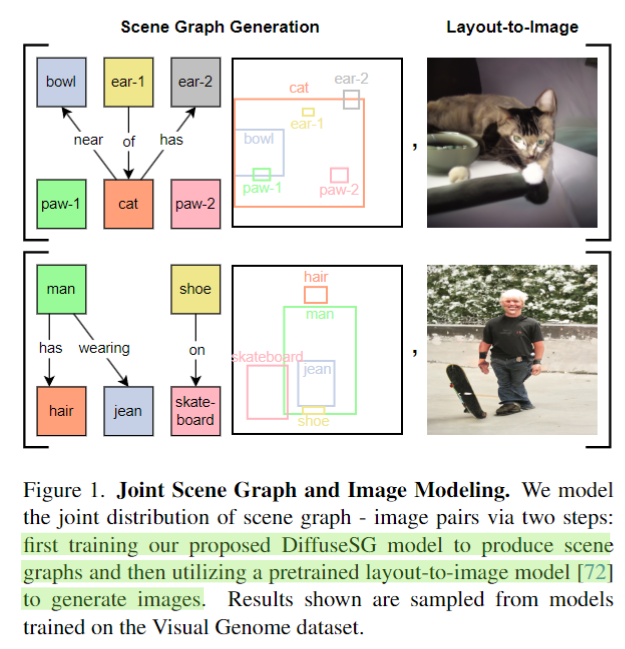 Scene Graph Generation
Layout-to-Image
bowl
ear-1
ear-2
near
of
has
paw-1
cat
paw-2
ear-2
cat
ear-1
bowl
paw-1
paw-2
,
man
shoe
has
wearing
on
hair
jean
skate-
board
hair
man
skateboard
jean
shoe
,
Figure 1. Joint Scene Graph and Image Modeling. We model
the joint distribution of scene graph - image pairs via two steps:
first training our proposed DiffuseSG model to produce scene
graphs and then utilizing a pretrained layout-to-image model [72]
to generate images. Results shown are sampled from models
trained on the Visual Genome dataset.